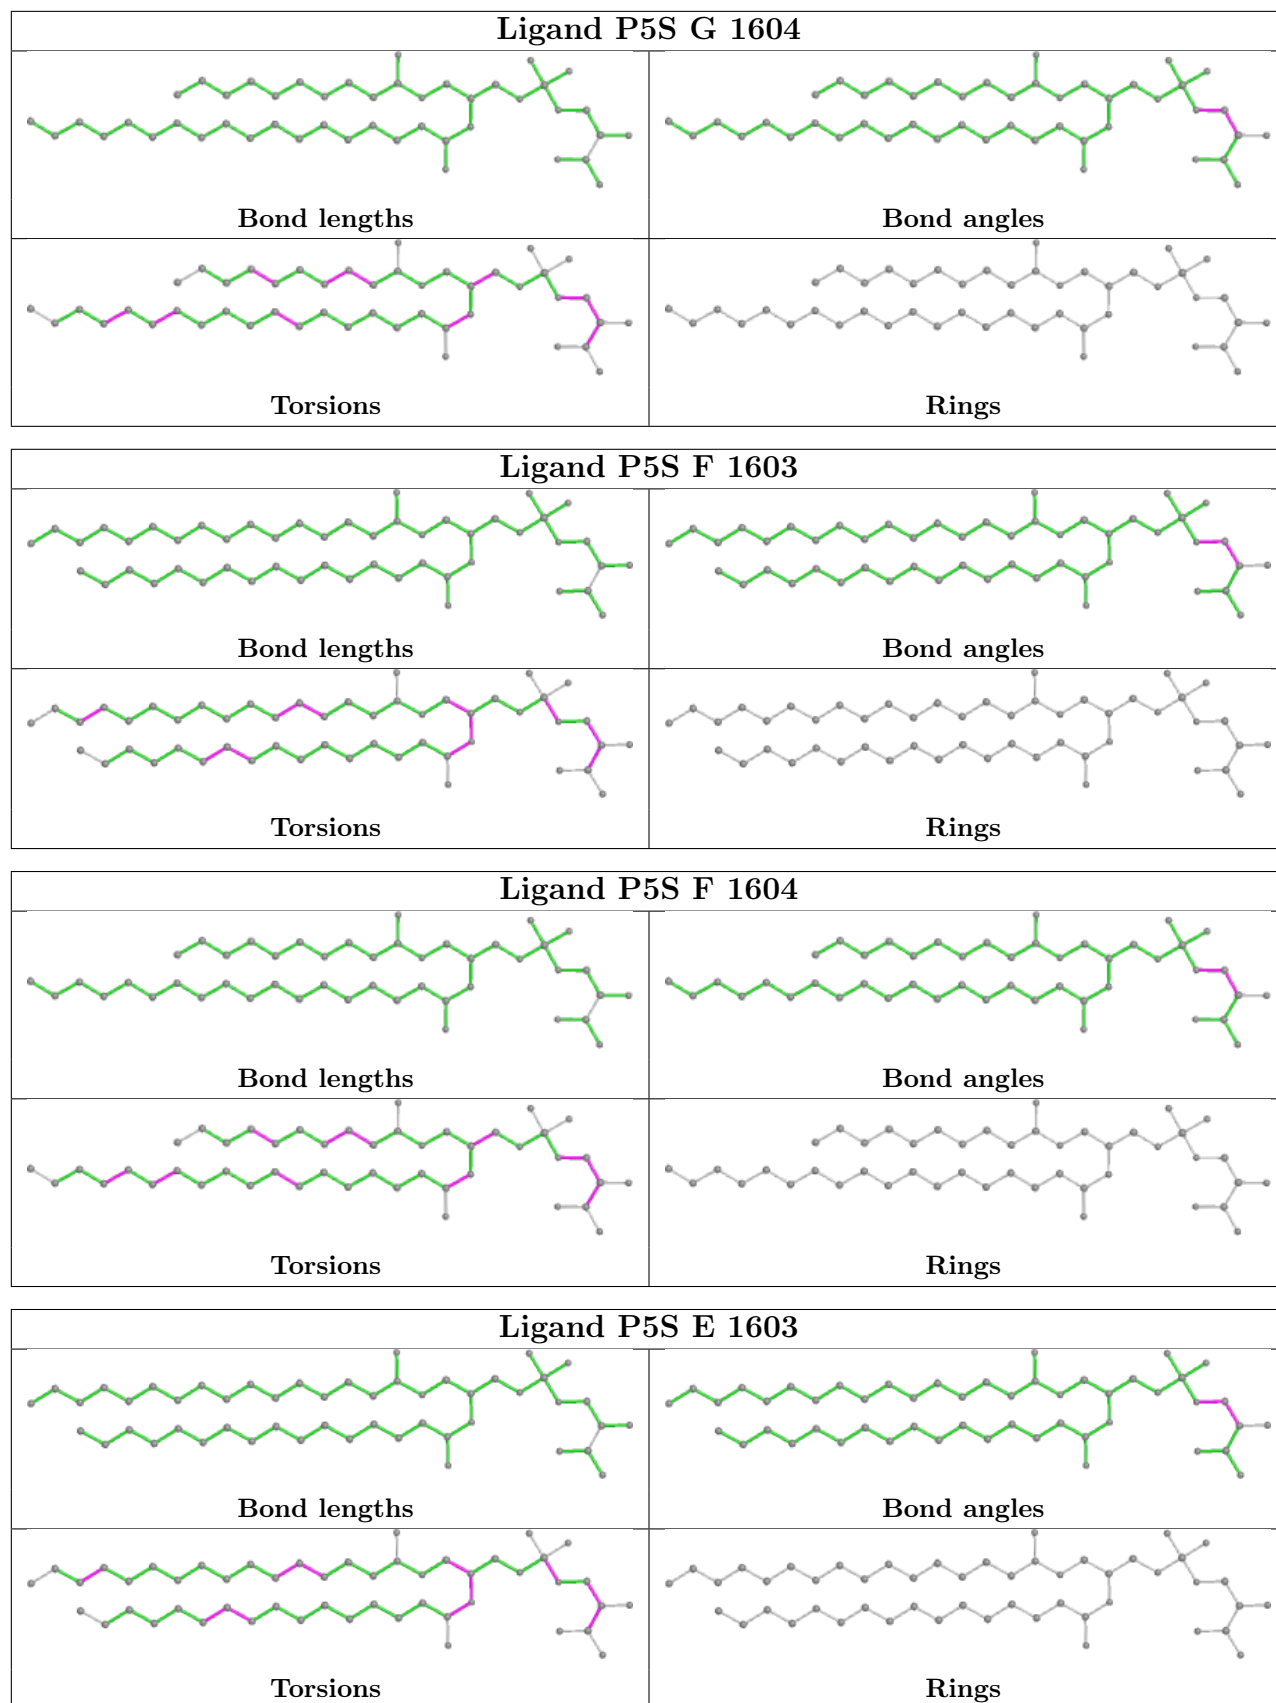 Ligand P5S G 1604
Bond lengths
Bond angles
Torsions
Rings
Ligand P5S F 1603
Bond lengths
Bond angles
Torsions
Rings
Ligand P5S F 1604
Bond lengths
Bond angles
Torsions
Rings
Ligand P5S E 1603
Bond lengths
Bond angles
Torsions
Rings